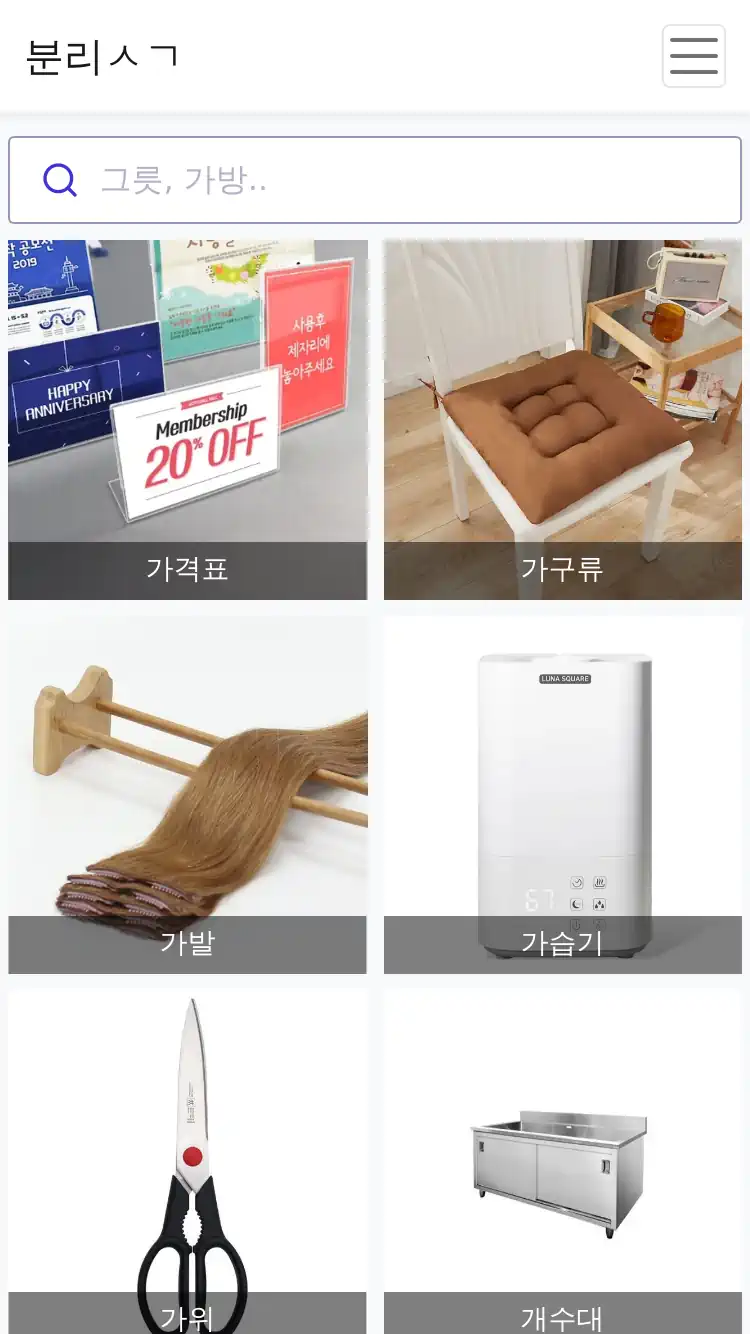 분리ㅅㄱ
그릇, 가방..
2019
HAPPY
ANNIVERSARY
Membership
20% OFF
사용후
제자리에
놓아주세요
가격표
가구류
가발
LUNA SQUARE
67
가습기
가위
개수대